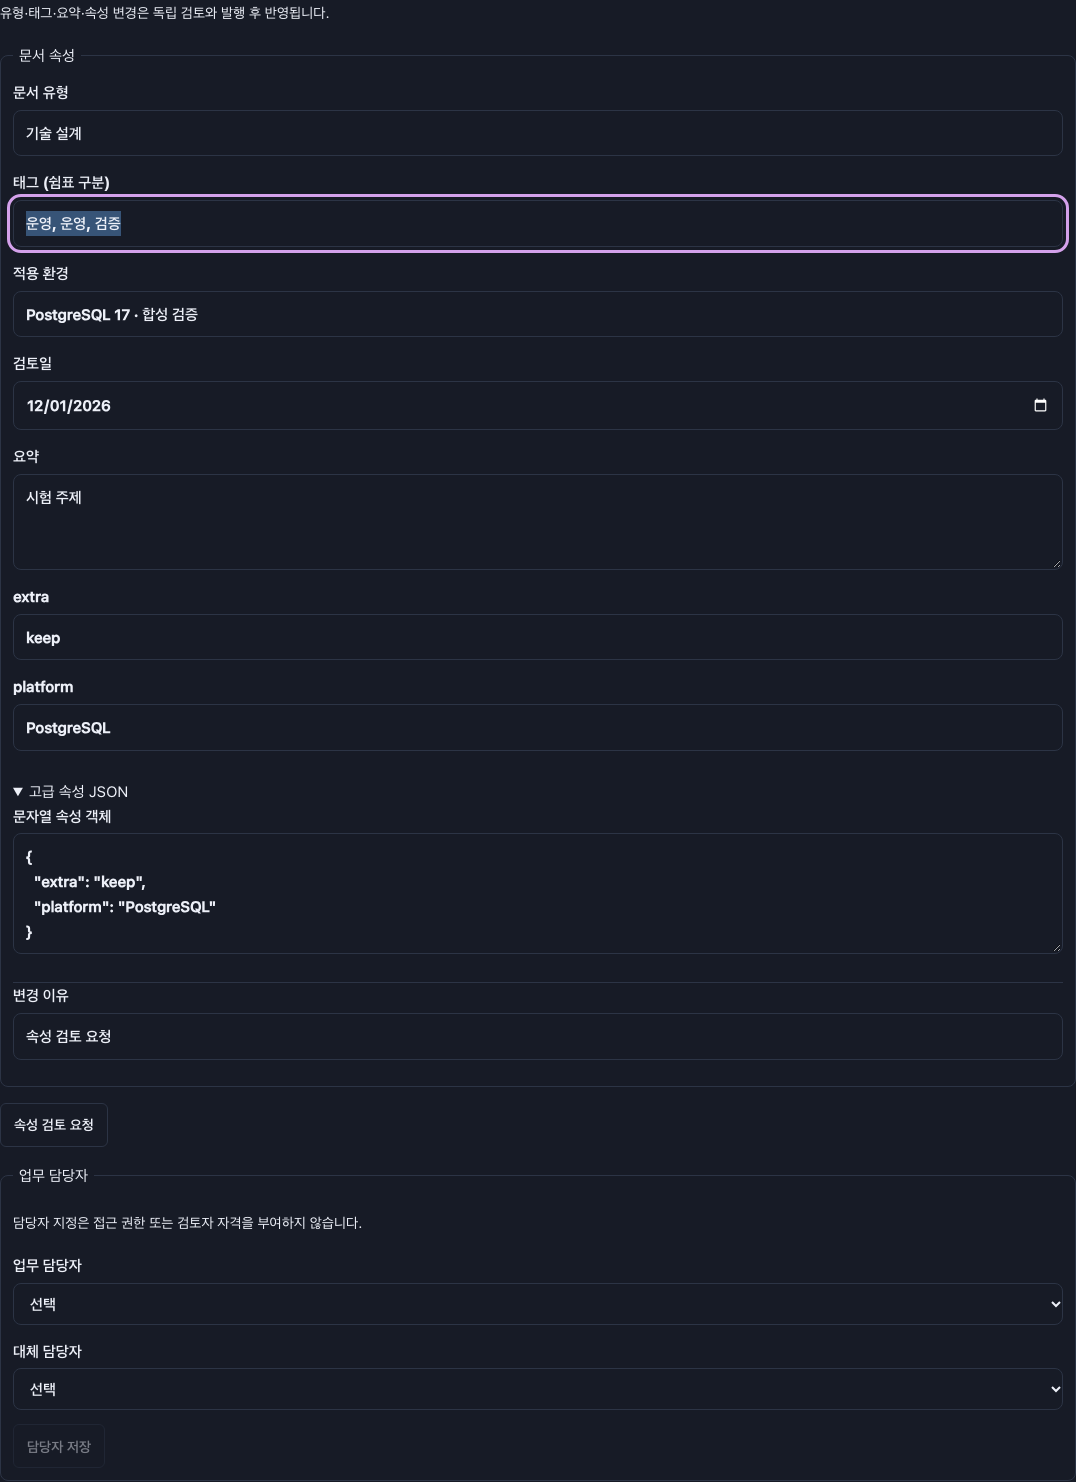 유형·태그·요약·속성 변경은 독립 검토와 발행 후 반영됩니다.
문서 속성
문서 유형
기술 설계
태그 (쉼표 구분)
운영, 운영, 검증
적용 환경
PostgreSQL 17 · 합성 검증
검토일
12/01/2026
요약
시험 주제
extra
keep
platform
PostgreSQL
▼ 고급 속성 JSON
문자열 속성 객체
{
"extra": "keep",
"platform": "PostgreSQL"
}
변경 이유
속성 검토 요청
속성 검토 요청
업무 담당자
담당자 지정은 접근 권한 또는 검토자 자격을 부여하지 않습니다.
업무 담당자
선택
대체 담당자
선택
담당자 저장